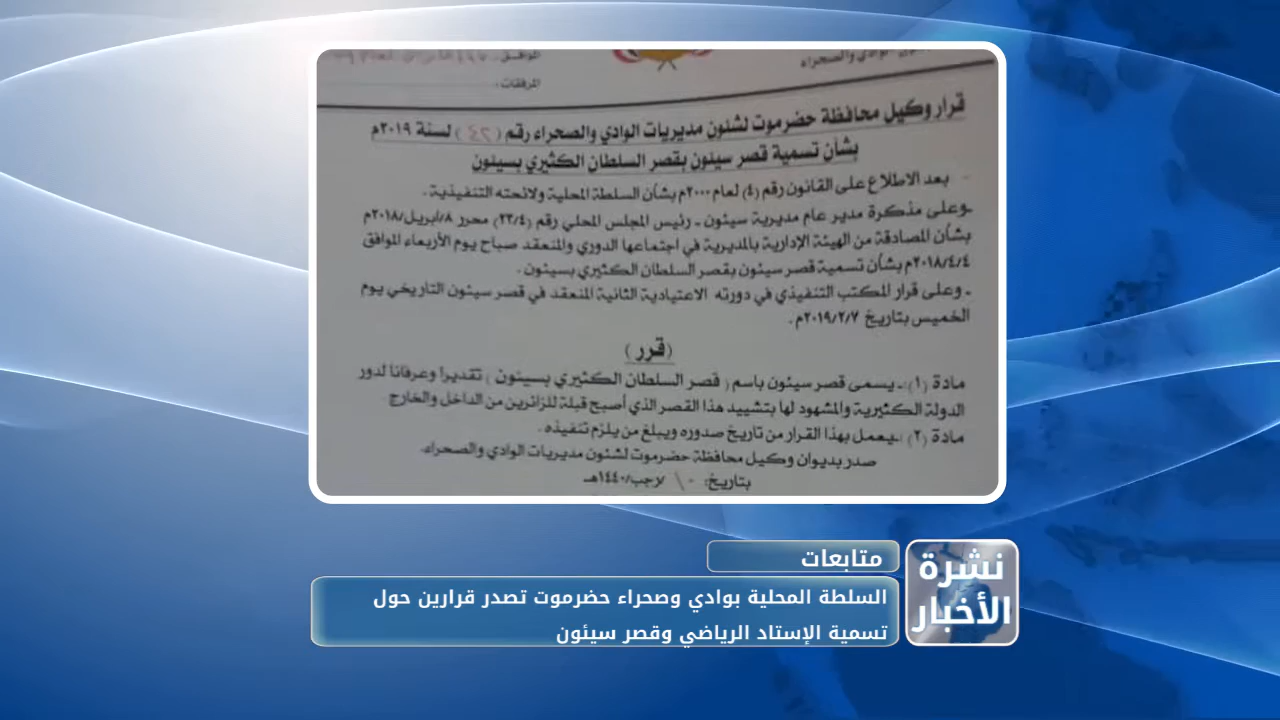 المرفقات:
الوادي والصحراء
قرار وكيل محافظة حضرموت لشئون مديريات الوادي والصحراء رقم (٤٢) لسنة ٢٠١٩م
بشأن تسمية قصر سيئون بقصر السلطان الكثيري بسيئون
بعد الاطلاع على القانون رقم (٤) لعام ٢٠٠٠م بشأن السلطة المحلية ولائحته التنفيذية .
-وعلى مذكرة مدير عام مديرية سيئون - رئيس المجلس المحلي رقم (٢٣/٤) محرر ٨/ابريل/٢٠١٨م
بشأن المصادقة من الهيئة الإدارية بالمديرية في اجتماعها الدوري والمنعقد صباح يوم الأربعاء الموافق
٢٠١٨/٤/٤م بشأن تسمية قصر سيئون بقصر السلطان الكثيري بسيئون .
- وعلى قرار المكتب التنفيذي في دورته الاعتيادية الثانية المنعقد في قصر سيئون التاريخي يوم
الخميس بتاريخ ٢٠١٩/٢/٧م .
(قرر)
مادة (١) :- يسمى قصر سيئون باسم ( قصر السلطان الكثيري بسيئون ) تقديرا وعرفانا لدور
الدولة الكثيرية والمشهود لها بتشييد هذا القصر الذي أصبح قبلة للزائرين من الداخل والخارج
مادة (٢) :-يعمل بهذا القرار من تاريخ صدوره ويبلغ من يلزم تنفيذه .
صدر بديوان وكيل محافظة حضرموت لشئون مديريات الوادي والصحراء.
بتاريخ: ١٠ /رجب/١٤٤٠هـ
متابعات
نشرة
الأخبار
السلطة المحلية بوادي وصحراء حضرموت تصدر قرارين حول
تسمية الإستاد الرياضي وقصر سيئون